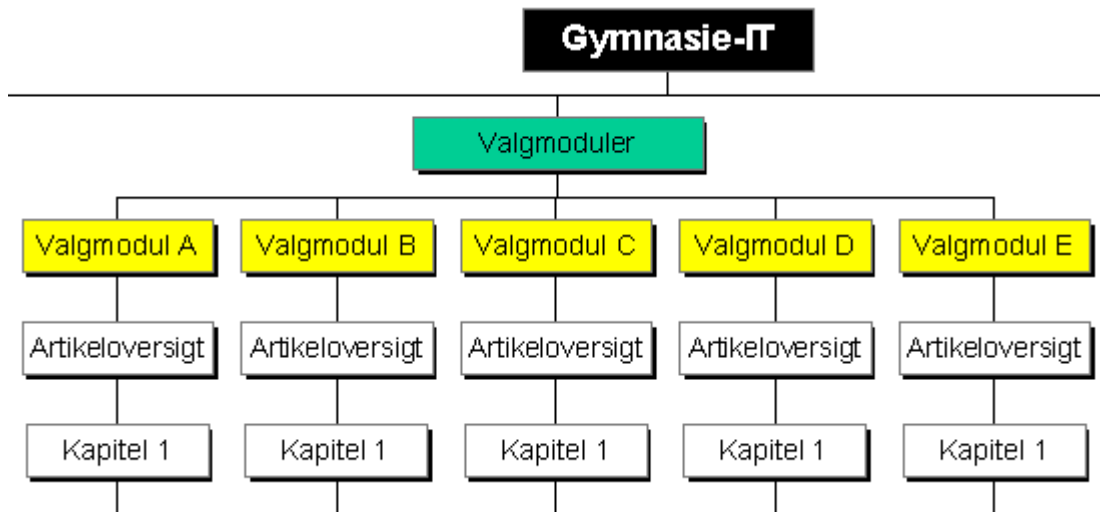 Gymnasie-IT
Valgmoduler
Valgmodul A
Valgmodul B
Valgmodul C
Valgmodul D
Valgmodul E
Artikeloversigt
Artikeloversigt
Artikeloversigt
Artikeloversigt
Artikeloversigt
Kapitel 1
Kapitel 1
Kapitel 1
Kapitel 1
Kapitel 1